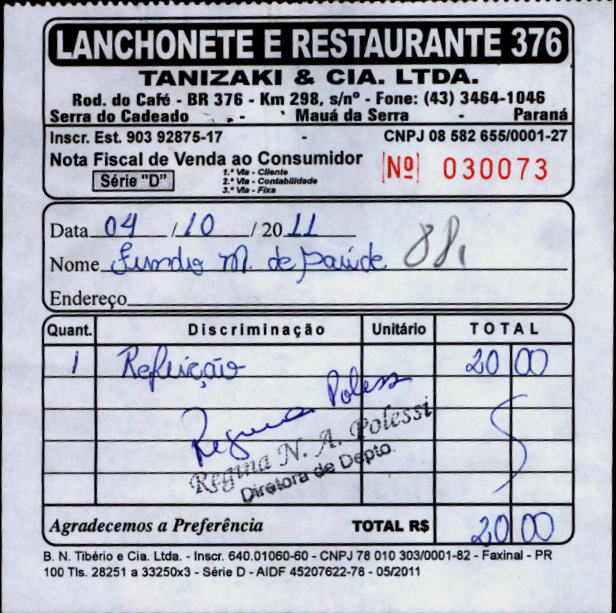 LANCHONETE E RESTAURANTE 376
TANIZAKI & CIA. LTDA.
Rod. do Café - BR 376 - Km 298, s/nº - Fone: (43) 3464-1046
Serra do Cadeado - Mauá da Serra - Paraná
Inscr. Est. 903 92875-17 - CNPJ 08 582 655/0001-27
Nota Fiscal de Venda ao Consumidor
Série "D"
1.ª Via - Cliente
2.ª Via - Contabilidade
3.ª Via - Fixa
Nº 030073
Data 04 / 10 / 2011
Nome Fundo M. de Saúde 88,
Endereço
Quant. Discriminação Unitário TOTAL
1 Refeição 20 00
Regina Polessi
Regina N. A. Polessi
Diretora de Depto
Agradecemos a Preferência TOTAL R$ 20 00
B. N. Tibério e Cia. Ltda. - Inscr. 640.01060-60 - CNPJ 78 010 303/0001-82 - Faxinal - PR
100 Tls. 28251 a 33250x3 - Série D - AIDF 45207622-78 - 05/2011